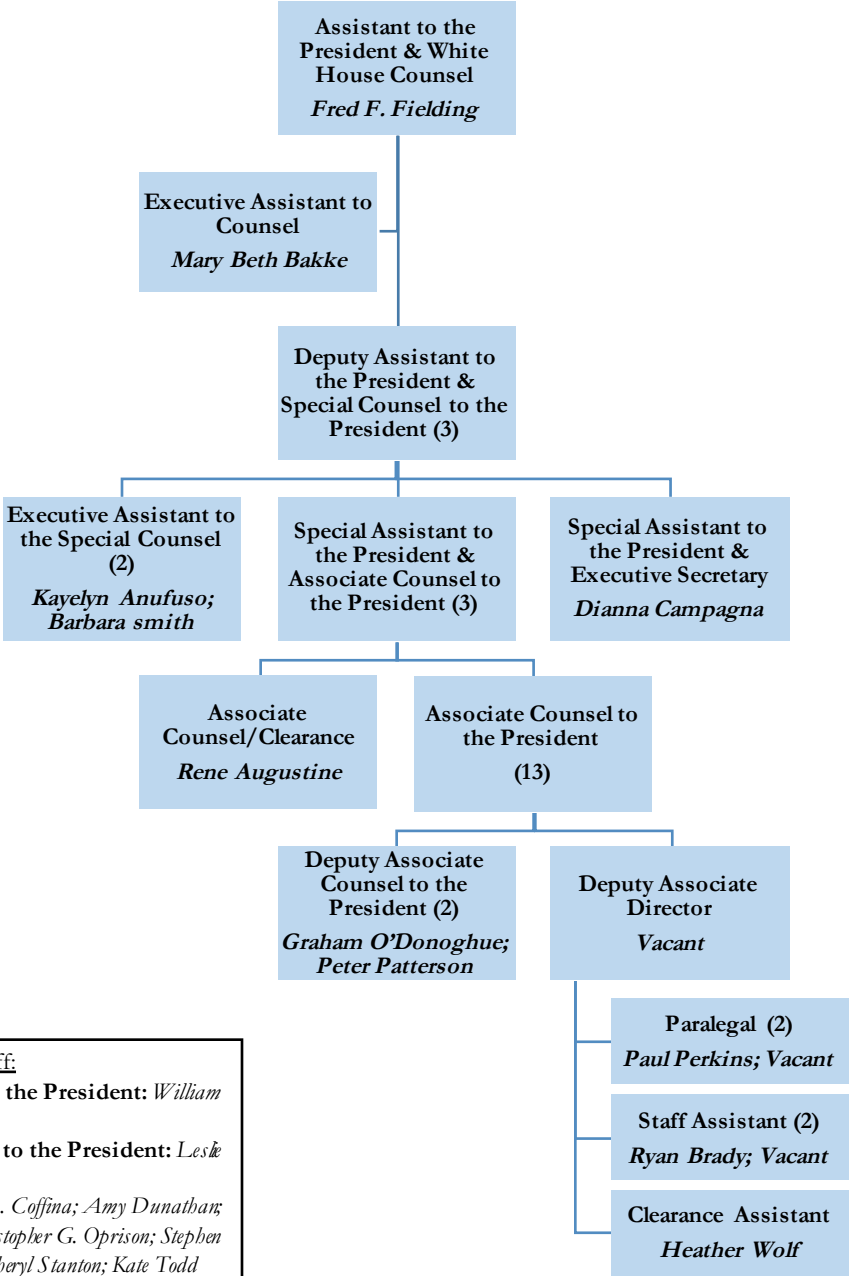 Assistant to the
President & White
House Counsel
Fred F. Fielding
Executive Assistant to
Counsel
Mary Beth Bakke
Deputy Assistant to
the President &
Special Counsel to the
President (3)
Executive Assistant to
the Special Counsel
(2)
Kayelyn Anufuso;
Barbara smith
Special Assistant to
the President &
Associate Counsel to
the President (3)
Special Assistant to
the President &
Executive Secretary
Dianna Campagna
Associate
Counsel/Clearance
Rene Augustine
Associate Counsel to
the President
(13)
Deputy Associate
Counsel to the
President (2)
Graham O'Donoghue;
Peter Patterson
Deputy Associate
Director
Vacant
Paralegal (2)
Paul Perkins; Vacant
Staff Assistant (2)
Ryan Brady; Vacant
Clearance Assistant
Heather Wolf
the President: William
to the President: Leslie
. Coffina; Amy Dunathan;
G. Oprison; Stephen
Stanton; Kate Todd